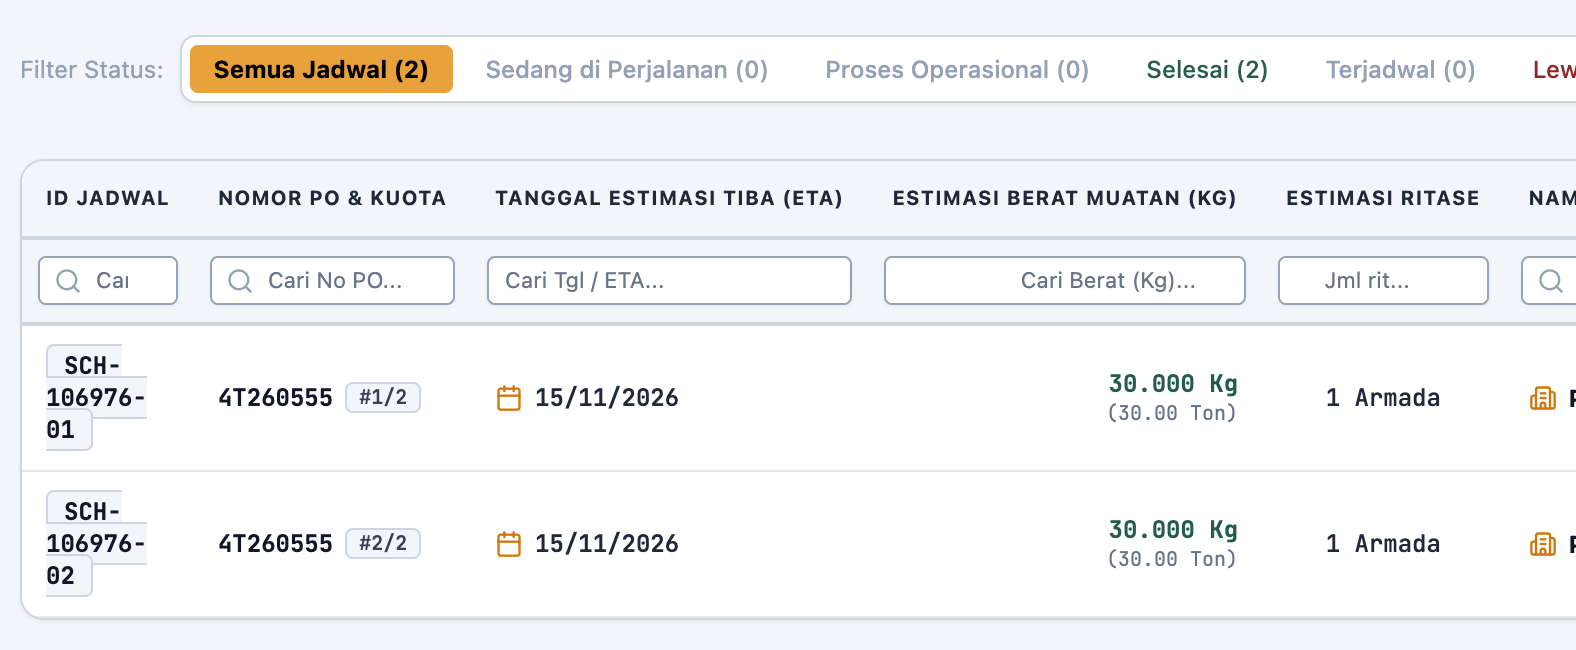 Filter Status: Semua Jadwal (2) Sedang di Perjalanan (0) Proses Operasional (0) Selesai (2) Terjadwal (0)
ID JADWAL NOMOR PO & KUOTA TANGGAL ESTIMASI TIBA (ETA) ESTIMASI BERAT MUATAN (KG) ESTIMASI RITASE
Cari No PO... Cari Tgl / ETA... Cari Berat (Kg)... Jml rit...
SCH-
106976-
01
4T260555 #1/2 15/11/2026 30.000 Kg 1 Armada
(30.00 Ton)
SCH-
106976-
02
4T260555 #2/2 15/11/2026 30.000 Kg 1 Armada
(30.00 Ton)